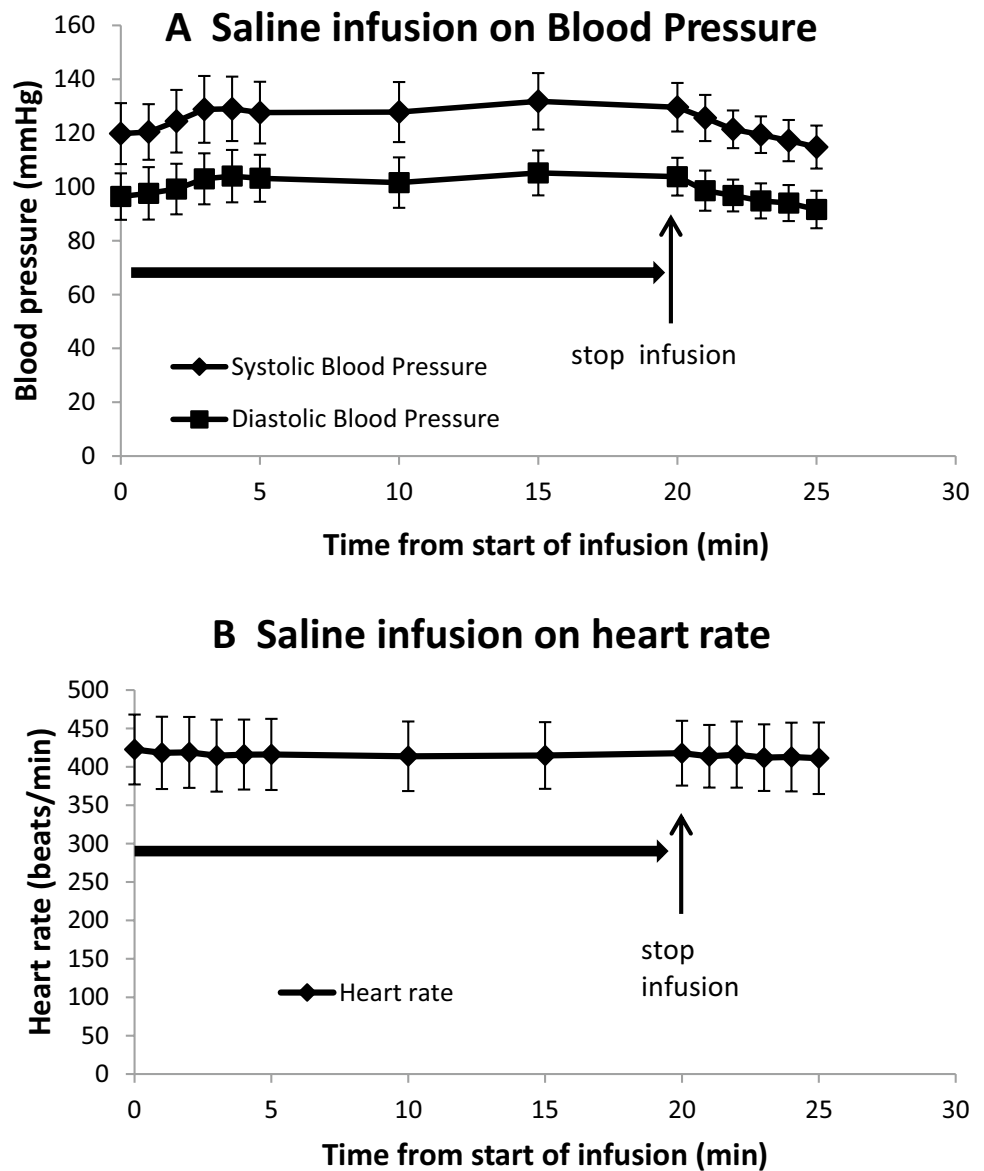 A Saline infusion on Blood Pressure
Blood pressure (mmHg)
160
140
120
100
80
60
40
20
0
stop infusion
Systolic Blood Pressure
Diastolic Blood Pressure
0 5 10 15 20 25 30
Time from start of infusion (min)
B Saline infusion on heart rate
Heart rate (beats/min)
500
450
400
350
300
250
200
150
100
50
0
stop
infusion
Heart rate
0 5 10 15 20 25 30
Time from start of infusion (min)